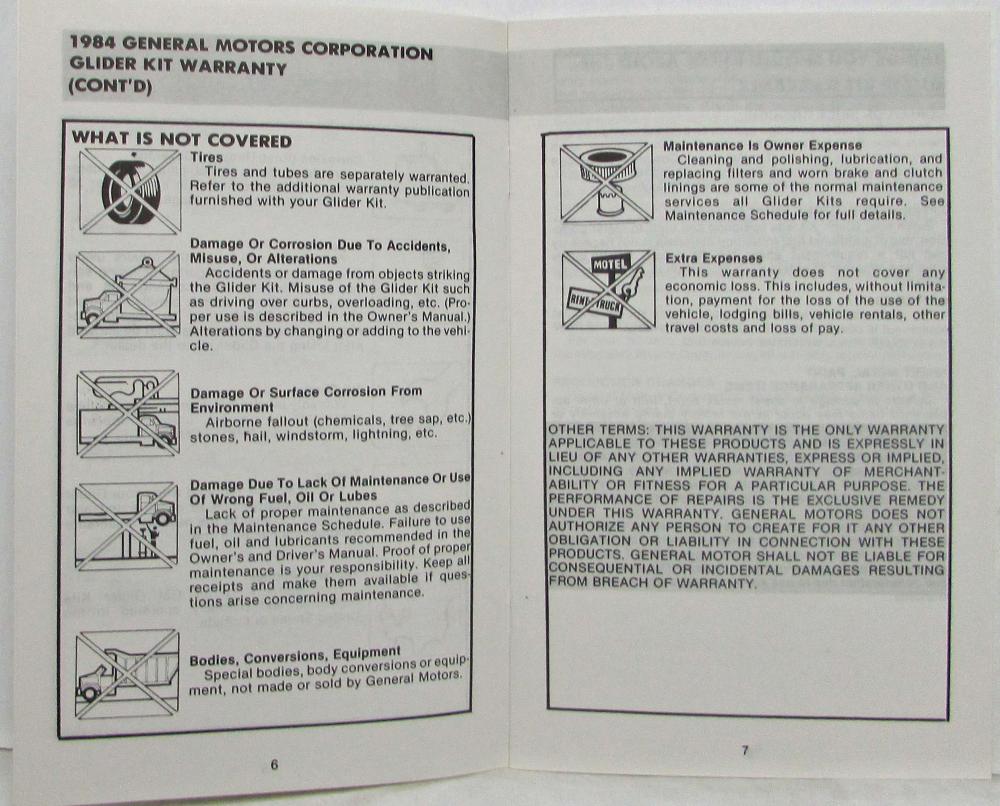 1984 GENERAL MOTORS CORPORATION
GLIDER KIT WARRANTY
(CONT'D)
WHAT IS NOT COVERED
Tires
Tires and tubes are separately warranted.
Refer to the additional warranty publication
furnished with your Glider Kit.
Damage Or Corrosion Due To Accidents,
Misuse, Or Alterations
Accidents or damage from objects striking
the Glider Kit. Misuse of the Glider Kit such
as driving over curbs, overloading, etc. (Pro-
per use is described in the Owner's Manual.)
Alterations by changing or adding to the vehi-
cle.
Damage Or Surface Corrosion From
Environment
Airborne fallout (chemicals, tree sap, etc.)
stones, hail, windstorm, lightning, etc.
Damage Due To Lack Of Maintenance Or Use
Of Wrong Fuel, Oil Or Lubes
Lack of proper maintenance as described
in the Maintenance Schedule. Failure to use
fuel, oil and lubricants recommended in the
Owner's and Driver's Manual. Proof of proper
maintenance is your responsibility. Keep all
receipts and make them available if ques-
tions arise concerning maintenance.
Bodies, Conversions, Equipment
Special bodies, body conversions or equip-
ment, not made or sold by General Motors.
6
Maintenance Is Owner Expense
Cleaning and polishing, lubrication, and
replacing filters and worn brake and clutch
linings are some of the normal maintenance
services all Glider Kits require. See
Maintenance Schedule for full details.
MOTEL
RENT TRUCK
Extra Expenses
This warranty does not cover any
economic loss. This includes, without limita-
tion, payment for the loss of the use of the
vehicle, lodging bills, vehicle rentals, other
travel costs and loss of pay.
OTHER TERMS: THIS WARRANTY IS THE ONLY WARRANTY
APPLICABLE TO THESE PRODUCTS AND IS EXPRESSLY IN
LIEU OF ANY OTHER WARRANTIES, EXPRESS OR IMPLIED,
INCLUDING ANY IMPLIED WARRANTY OF MERCHANT-
ABILITY OR FITNESS FOR A PARTICULAR PURPOSE. THE
PERFORMANCE OF REPAIRS IS THE EXCLUSIVE REMEDY
UNDER THIS WARRANTY. GENERAL MOTORS DOES NOT
AUTHORIZE ANY PERSON TO CREATE FOR IT ANY OTHER
OBLIGATION OR LIABILITY IN CONNECTION WITH THESE
PRODUCTS. GENERAL MOTOR SHALL NOT BE LIABLE FOR
CONSEQUENTIAL OR INCIDENTAL DAMAGES RESULTING
FROM BREACH OF WARRANTY.
7